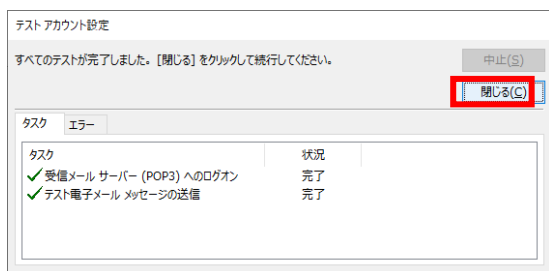 テスト アカウント設定
すべてのテストが完了しました。[閉じる] をクリックして続行してください。
中止(S)
閉じる(C)
タスク エラー
タスク 状況
受信メール サーバー (POP3) へのログオン 完了
テスト電子メール メッセージの送信 完了